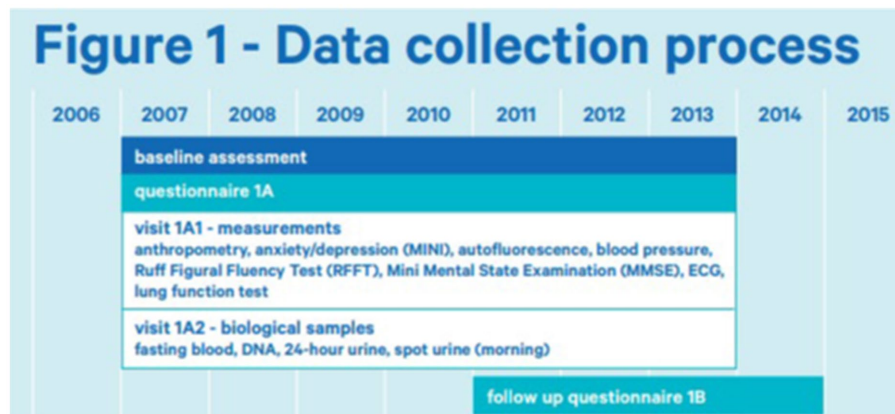 Figure 1 - Data collection process
2006 2007 2008 2009 2010 2011 2012 2013 2014 2015
baseline assessment
questionnaire 1A
visit 1A1 - measurements
anthropometry, anxiety/depression (MINI), autofluorescence, blood pressure,
Ruff Figural Fluency Test (RFFT), Mini Mental State Examination (MMSE), ECG,
lung function test
visit 1A2 - biological samples
fasting blood, DNA, 24-hour urine, spot urine (morning)
follow up questionnaire 1B